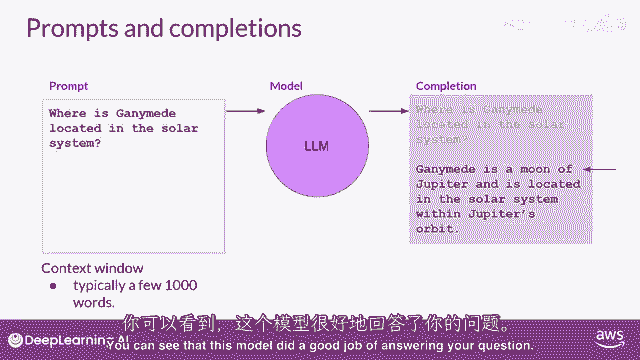 Prompts and completions
Prompt
Model
Completion
Where is Ganymede
located in the solar
system?
LLM
Where is Ganymede
located in the solar
system?
Ganymede is a moon of
Jupiter and is located
in the solar system
within Jupiter's
orbit.
Context window
• typically a few 1000
words.
你可以看到，这个模型很好地回答了你的问题。
DeepLearning.AI
You can see that this model did a good job of answering your question.
aws